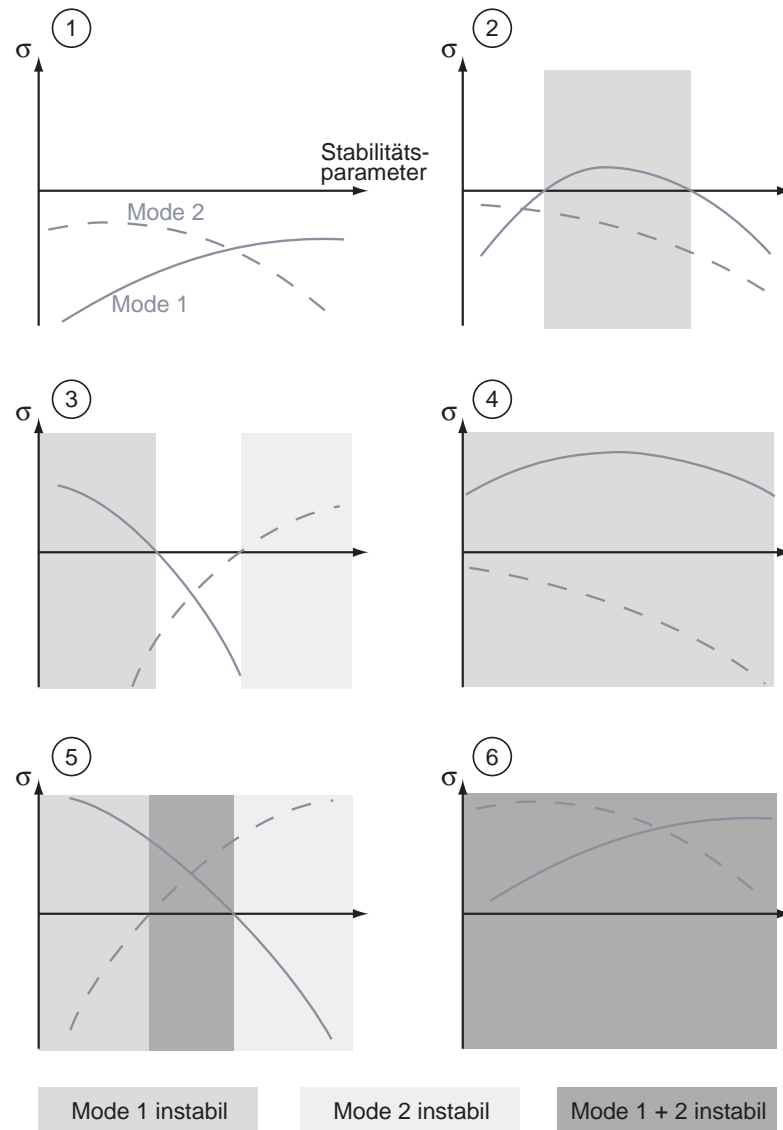 1
σ
Stabilitäts-
parameter
Mode 2
Mode 1
2
σ
3
σ
4
σ
5
σ
6
σ
Mode 1 instabil
Mode 2 instabil
Mode 1 + 2 instabil